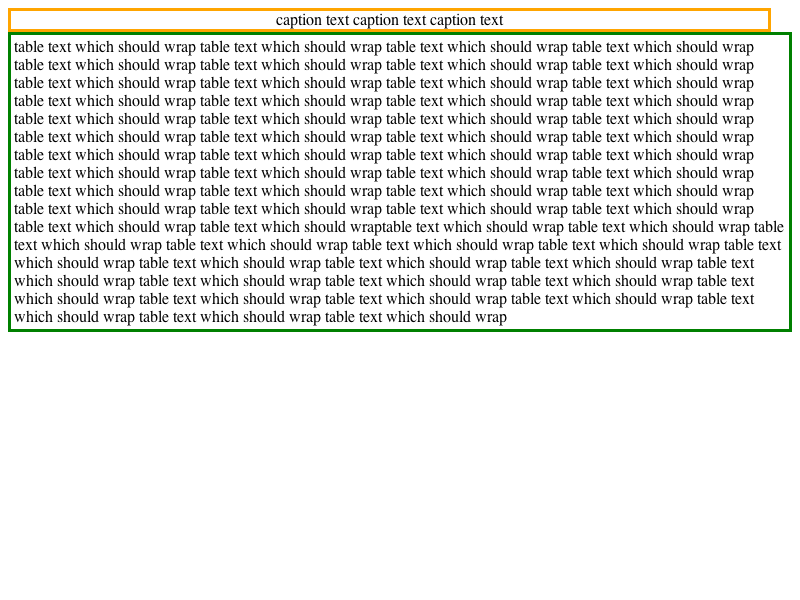 caption text caption text caption text
table text which should wrap table text which should wrap table text which should wrap table text which should wrap
table text which should wrap table text which should wrap table text which should wrap table text which should wrap
table text which should wrap table text which should wrap table text which should wrap table text which should wrap
table text which should wrap table text which should wrap table text which should wrap table text which should wrap
table text which should wrap table text which should wrap table text which should wrap table text which should wrap
table text which should wrap table text which should wrap table text which should wrap table text which should wrap
table text which should wrap table text which should wrap table text which should wrap table text which should wrap
table text which should wrap table text which should wrap table text which should wrap table text which should wrap
table text which should wrap table text which should wrap table text which should wrap table text which should wrap
table text which should wrap table text which should wrap table text which should wrap table text which should wrap
table text which should wrap table text which should wraptable text which should wrap table text which should wrap table
text which should wrap table text which should wrap table text which should wrap table text which should wrap table text
which should wrap table text which should wrap table text which should wrap table text which should wrap table text
which should wrap table text which should wrap table text which should wrap table text which should wrap table text
which should wrap table text which should wrap table text which should wrap table text which should wrap table text
which should wrap table text which should wrap table text which should wrap